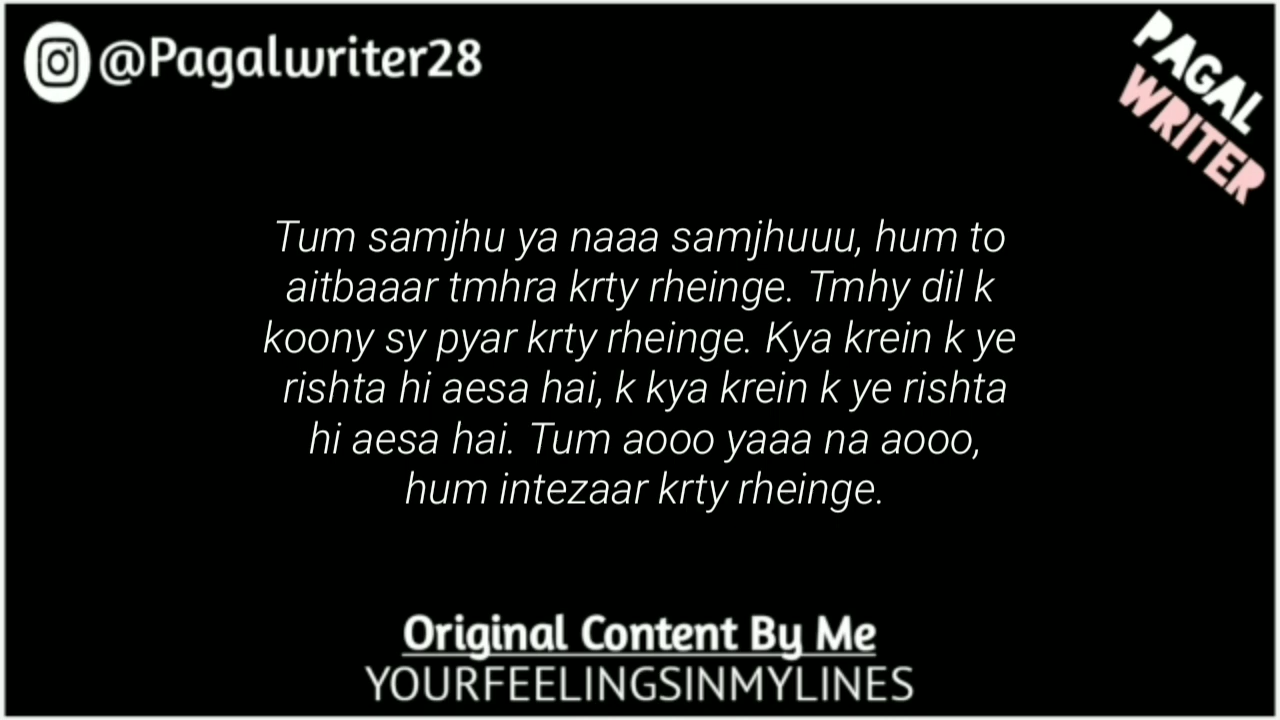 @Pagalwriter28
PAGAL
WRITER
Tum samjhu ya naaa samjhuuu, hum to
aitbaaar tmhra krty rheinge. Tmhy dil k
koony sy pyar krty rheinge. Kya krein k ye
rishta hi aesa hai, k kya krein k ye rishta
hi aesa hai. Tum aooo yaaa na aooo,
hum intezaar krty rheinge.
Original Content By Me
YOURFEELINGSINMYLINES